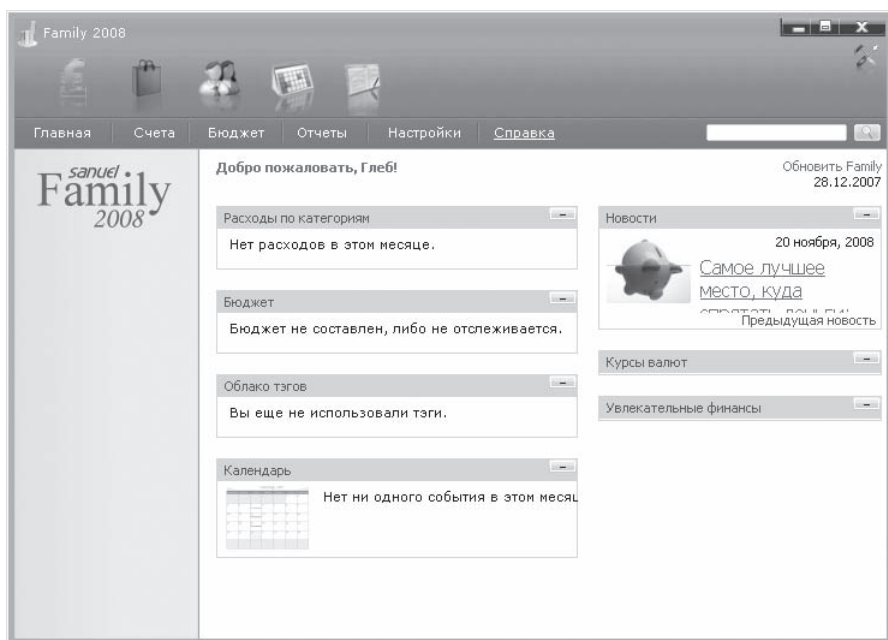 Family 2008
Главная Счета Бюджет Отчеты Настройки Справка
sanuel
Family
2008
Добро пожаловать, Глеб!
Обновить Family
28.12.2007
Расходы по категориям
Нет расходов в этом месяце.
Бюджет
Бюджет не составлен, либо не отслеживается.
Облако тэгов
Вы еще не использовали тэги.
Календарь
Нет ни одного события в этом месяц
Новости
20 ноября, 2008
Самое лучшее
место, куда
Предыдущая новость
Курсы валют
Увлекательные финансы